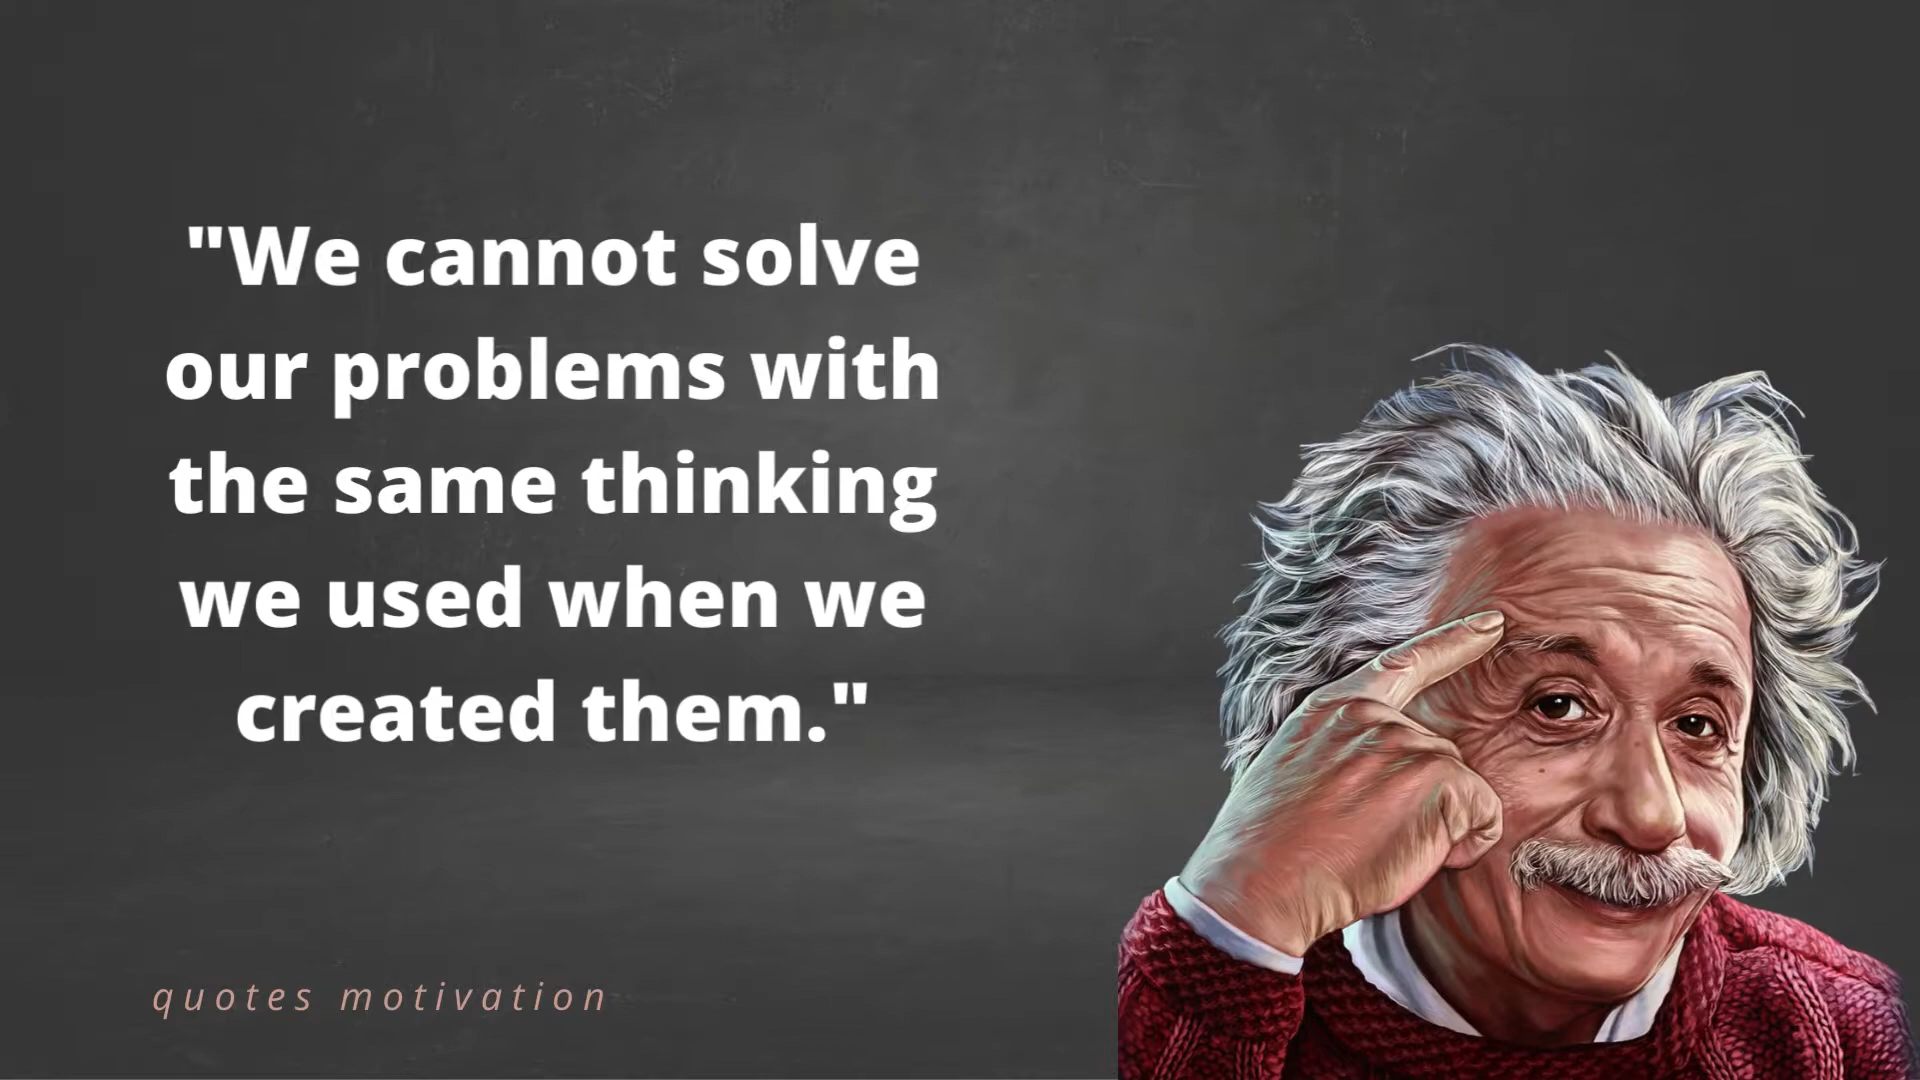 "We cannot solve
our problems with
the same thinking
we used when we
created them."
quotes motivation